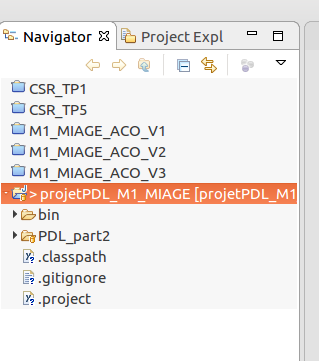 Navigator Project Expl
CSR_TP1
CSR_TP5
M1_MIAGE_ACO_V1
M1_MIAGE_ACO_V2
M1_MIAGE_ACO_V3
> projetPDL_M1_MIAGE [projetPDL_M1
bin
PDL_part2
.classpath
.gitignore
.project